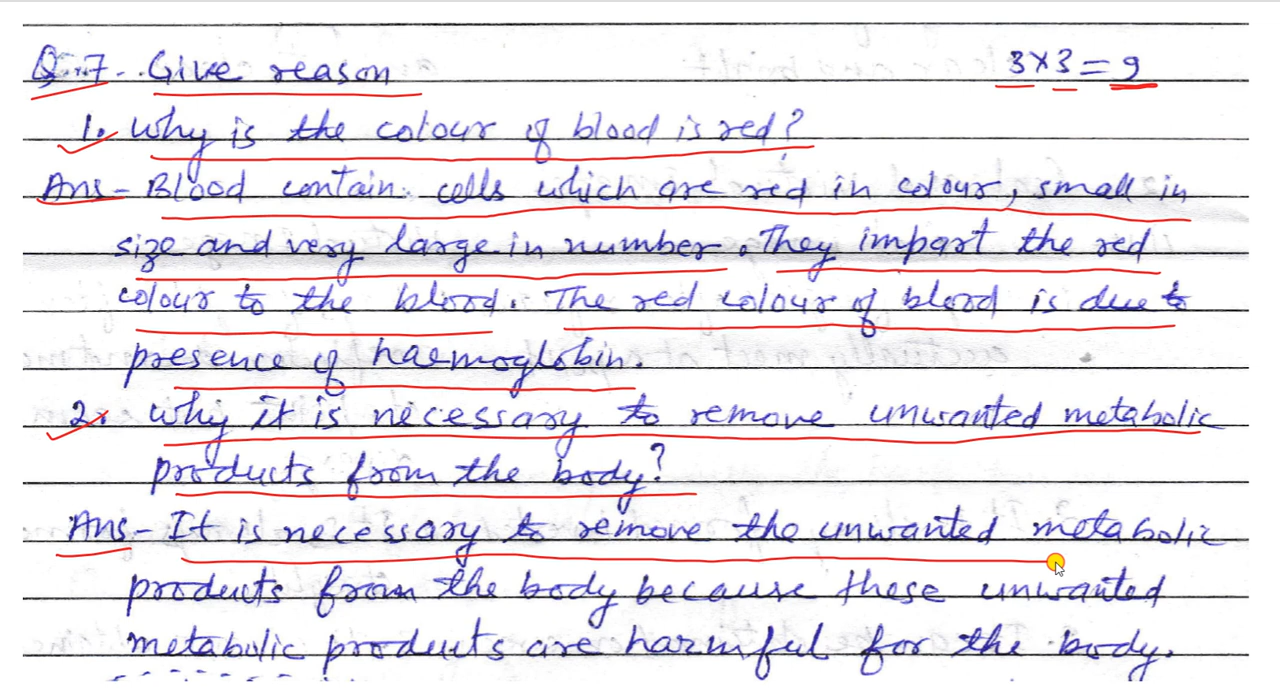 Q.7. Give reason 3×3=9
1. Why is the colour of blood is red?
Ans- Blood contain cells which are red in colour, small in
size and very large in number. They impart the red
colour to the blood. The red colour of blood is due to
presence of haemoglobin.
2. Why it is necessary to remove unwanted metabolic
products from the body?
Ans- It is necessary to remove the unwanted metabolic
products from the body because these unwanted
metabolic products are harmful for the body.